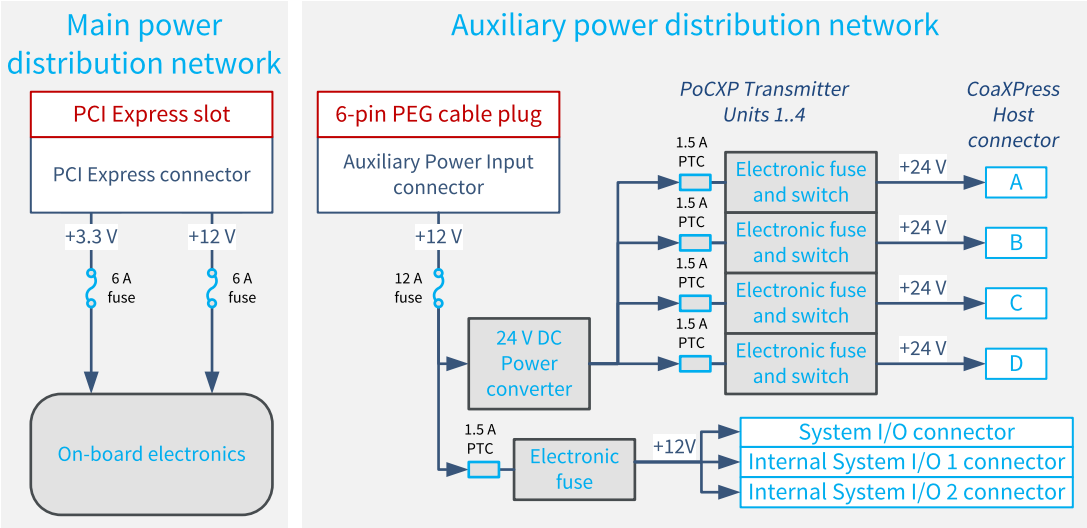 Main power
distribution network
PCI Express slot
PCI Express connector
+3.3 V
+12 V
6 A
fuse
6 A
fuse
On-board electronics
Auxiliary power distribution network
6-pin PEG cable plug
Auxiliary Power Input
connector
+12 V
12 A
fuse
24 V DC
Power
converter
PoCXP Transmitter
Units 1..4
CoaXPress
Host
connector
1.5 A
PTC
Electronic fuse
and switch
+24 V
A
1.5 A
PTC
Electronic fuse
and switch
+24 V
B
1.5 A
PTC
Electronic fuse
and switch
+24 V
C
1.5 A
PTC
Electronic fuse
and switch
+24 V
D
1.5 A
PTC
Electronic
fuse
+12V
System I/O connector
Internal System I/O 1 connector
Internal System I/O 2 connector